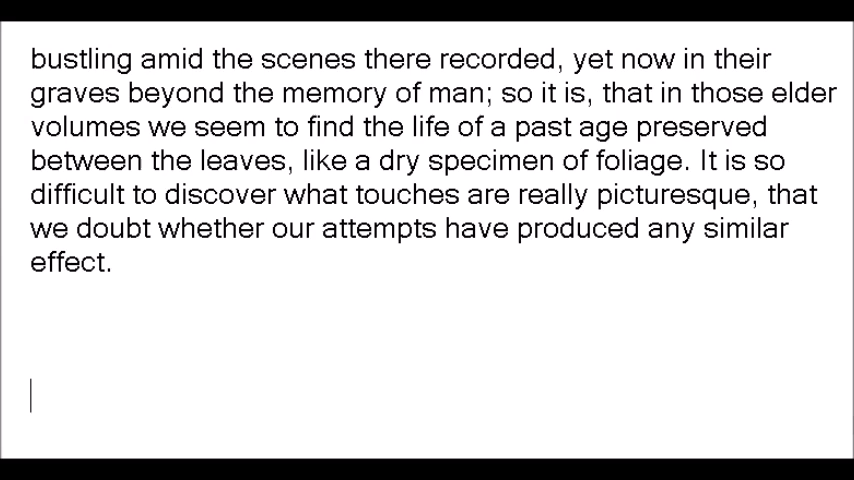 bustling amid the scenes there recorded, yet now in their
graves beyond the memory of man; so it is, that in those elder
volumes we seem to find the life of a past age preserved
between the leaves, like a dry specimen of foliage. It is so
difficult to discover what touches are really picturesque, that
we doubt whether our attempts have produced any similar
effect.